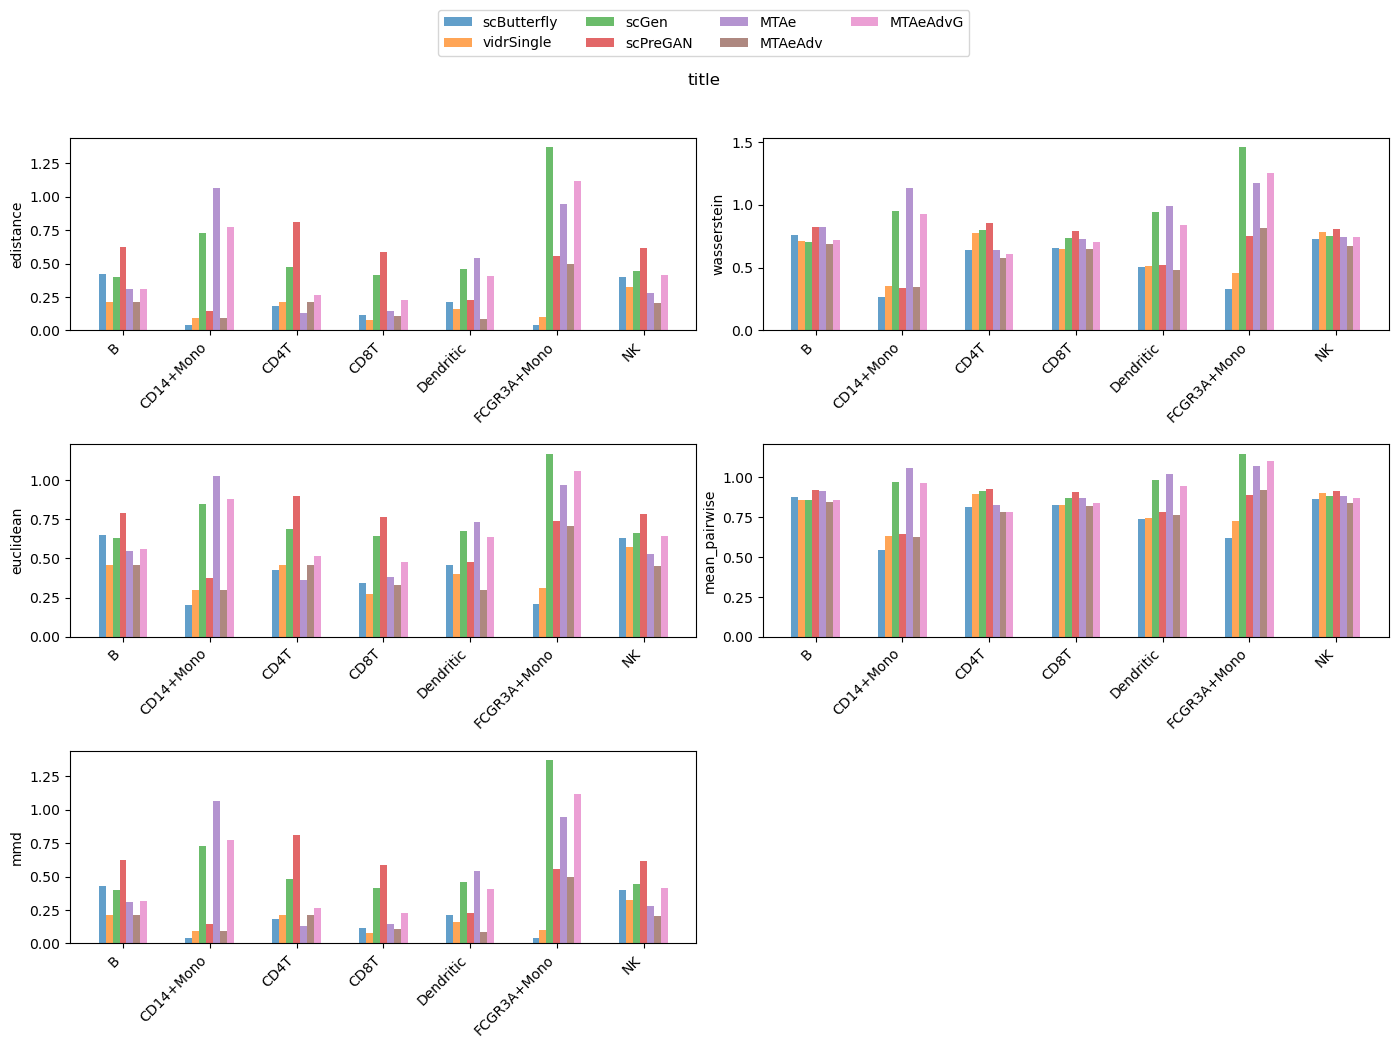 scButterfly scGen MTAe MTAeAdvG
vidrSingle scPreGAN MTAeAdv
title
edistance
1.25
1.00
0.75
0.50
0.25
0.00
B CD14+Mono CD4T CD8T Dendritic FCGR3A+Mono NK
wasserstein
1.5
1.0
0.5
0.0
B CD14+Mono CD4T CD8T Dendritic FCGR3A+Mono NK
euclidean
1.00
0.75
0.50
0.25
0.00
B CD14+Mono CD4T CD8T Dendritic FCGR3A+Mono NK
mean_pairwise
1.00
0.75
0.50
0.25
0.00
B CD14+Mono CD4T CD8T Dendritic FCGR3A+Mono NK
mmd
1.25
1.00
0.75
0.50
0.25
0.00
B CD14+Mono CD4T CD8T Dendritic FCGR3A+Mono NK